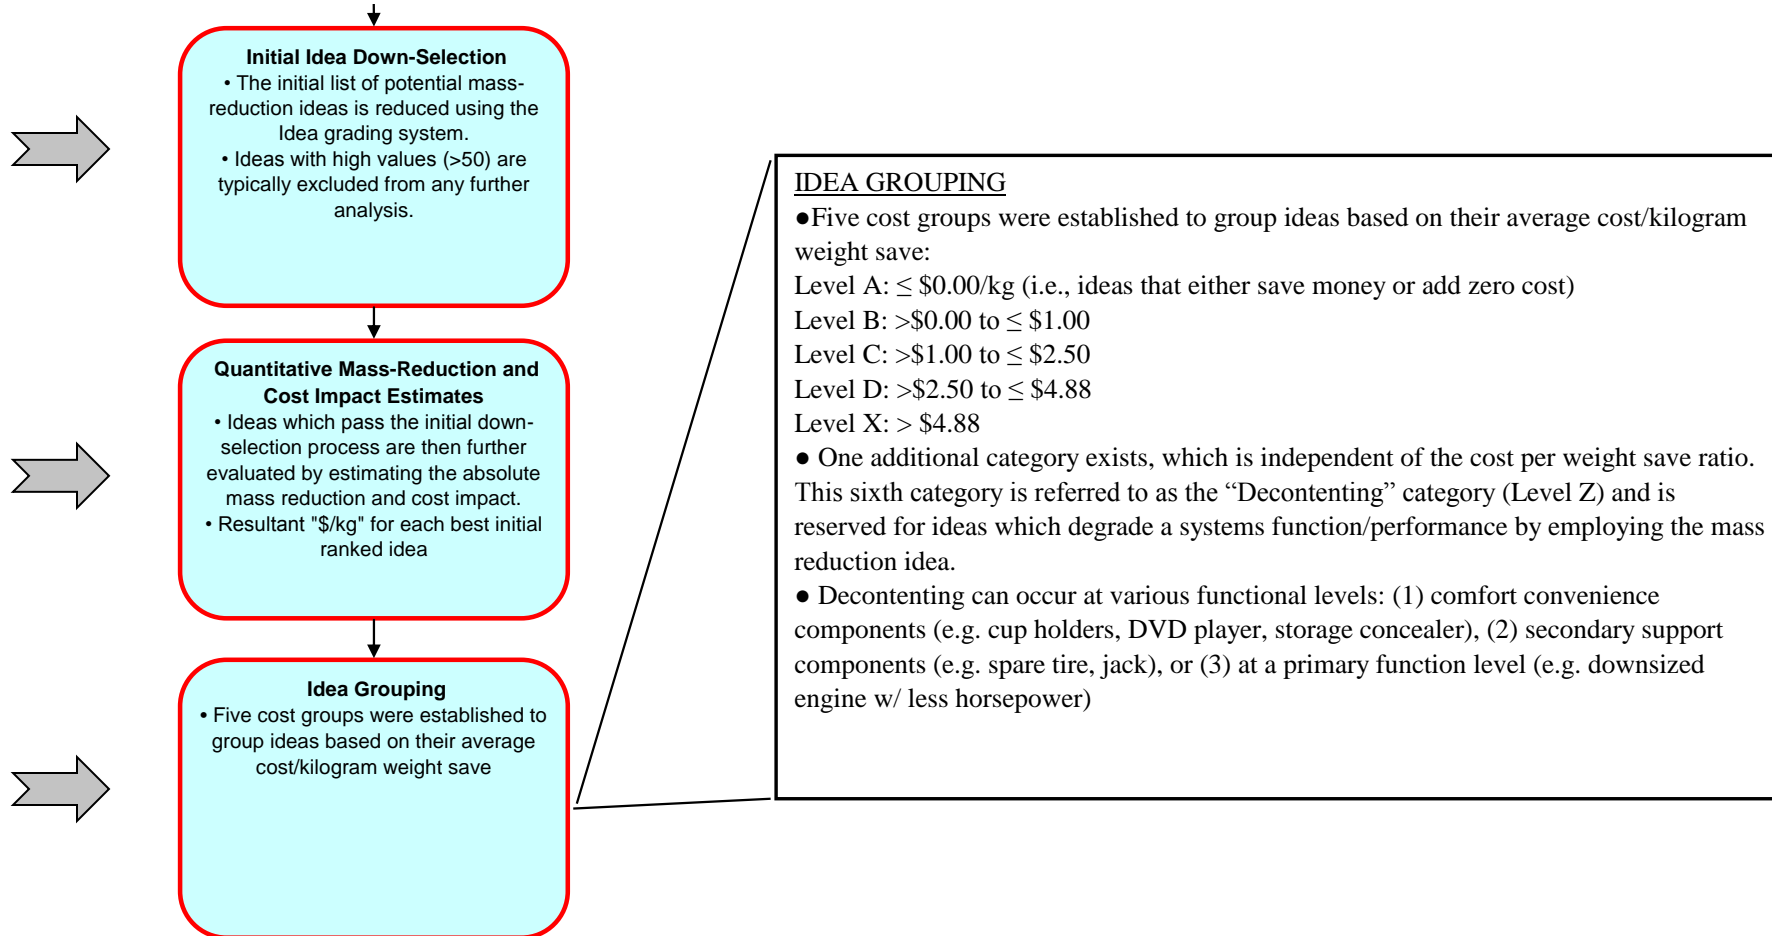 Initial Idea Down-Selection
• The initial list of potential mass-
reduction ideas is reduced using the
Idea grading system.
• Ideas with high values (>50) are
typically excluded from any further
analysis.
Quantitative Mass-Reduction and
Cost Impact Estimates
• Ideas which pass the initial down-
selection process are then further
evaluated by estimating the absolute
mass reduction and cost impact.
• Resultant "$/kg" for each best initial
ranked idea
Idea Grouping
• Five cost groups were established to
group ideas based on their average
cost/kilogram weight save
IDEA GROUPING
●Five cost groups were established to group ideas based on their average cost/kilogram
weight save:
Level A: ≤ $0.00/kg (i.e., ideas that either save money or add zero cost)
Level B: >$0.00 to ≤ $1.00
Level C: >$1.00 to ≤ $2.50
Level D: >$2.50 to ≤ $4.88
Level X: > $4.88
● One additional category exists, which is independent of the cost per weight save ratio.
This sixth category is referred to as the “Decontenting” category (Level Z) and is
reserved for ideas which degrade a systems function/performance by employing the mass
reduction idea.
● Decontenting can occur at various functional levels: (1) comfort convenience
components (e.g. cup holders, DVD player, storage concealer), (2) secondary support
components (e.g. spare tire, jack), or (3) at a primary function level (e.g. downsized
engine w/ less horsepower)